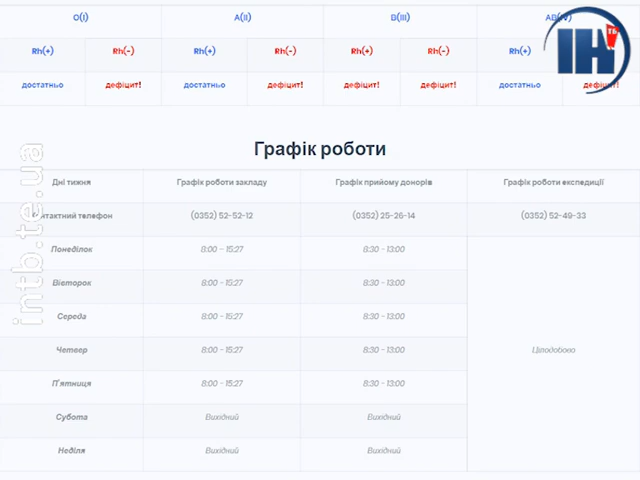 O(I) A(II) B(III) AB(IV)
Rh(+) Rh(-) Rh(+) Rh(-) Rh(+) Rh(-) Rh(+)
достатньо дефіцит! достатньо дефіцит! дефіцит! дефіцит! достатньо дефіцит!
ІНТБ
Графік роботи
Дні тижня Графік роботи закладу Графік прийому донорів Графік роботи експедиції
Контактний телефон (0352) 52-52-12 (0352) 25-26-14 (0352) 52-49-33
Понеділок 8:00 - 15:27 8:30 - 13:00
Вівторок 8:00 - 15:27 8:30 - 13:00
Середа 8:00 - 15:27 8:30 - 13:00
Четвер 8:00 - 15:27 8:30 - 13:00 Цілодобово
П'ятниця 8:00 - 15:27 8:30 - 13:00
Субота Вихідний Вихідний
Неділя Вихідний Вихідний
intb.te.ua